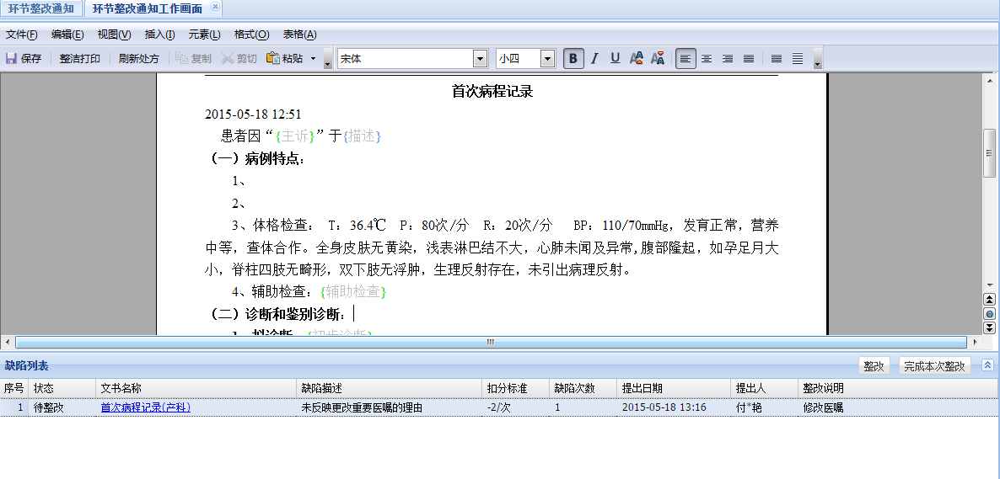 环节整改通知 环节整改通知工作画面
文件(F) 编辑(E) 视图(V) 插入(I) 元素(L) 格式(O) 表格(A)
保存 整洁打印 刷新处方 复制 剪切 粘贴 宋体 小四 B I U
首次病程记录
2015-05-18 12:51
患者因“{主诉}”于{描述}
（一）病例特点：
1、
2、
3、体格检查： T：36.4℃ P：80次/分 R：20次/分 BP：110/70mmHg，发育正常，营养
中等，查体合作。全身皮肤无黄染，浅表淋巴结不大，心肺未闻及异常,腹部隆起，如孕足月大
小，脊柱四肢无畸形，双下肢无浮肿，生理反射存在，未引出病理反射。
4、辅助检查：{辅助检查}
（二）诊断和鉴别诊断：
1、拟诊断：{初步诊断}
缺陷列表 整改 完成本次整改
序号 状态 文书名称 缺陷描述 扣分标准 缺陷次数 提出日期 提出人 整改说明
1 待整改 首次病程记录(产科) 未反映更改重要医嘱的理由 -2/次 1 2015-05-18 13:16 付*艳 修改医嘱